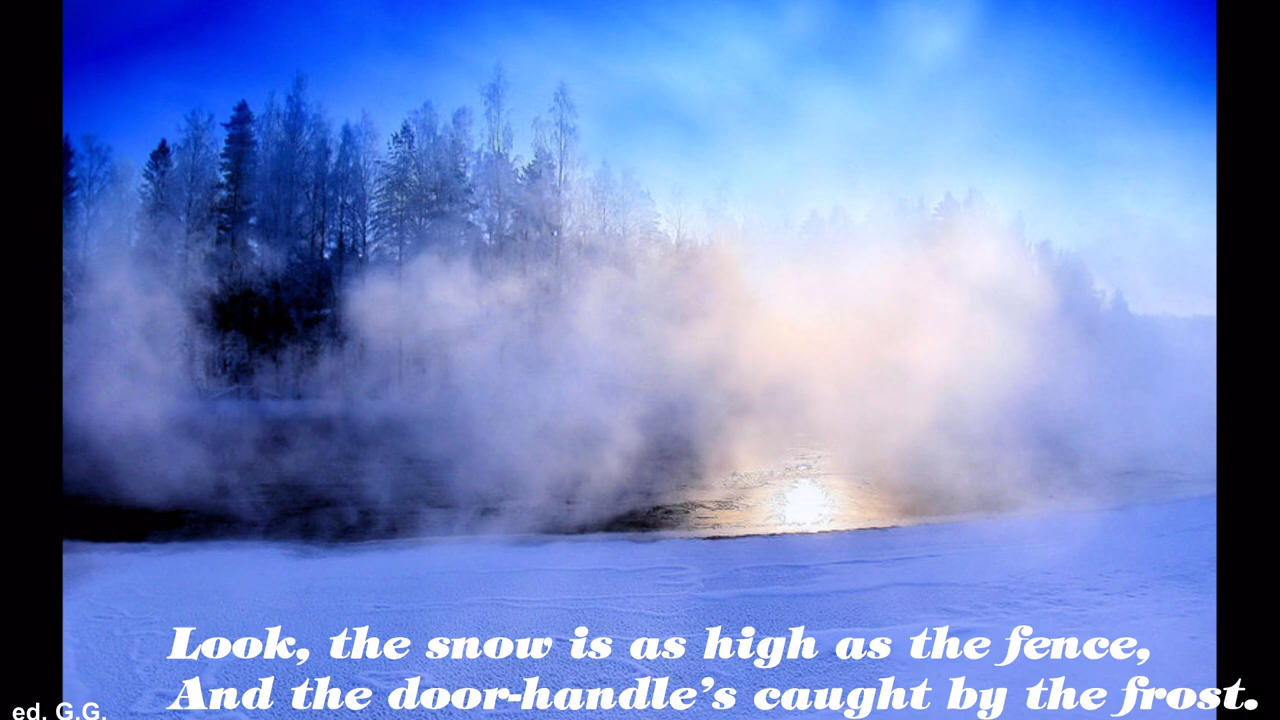 Look, the snow is as high as the fence,
And the door-handle’s caught by the frost.
ed. G.G.